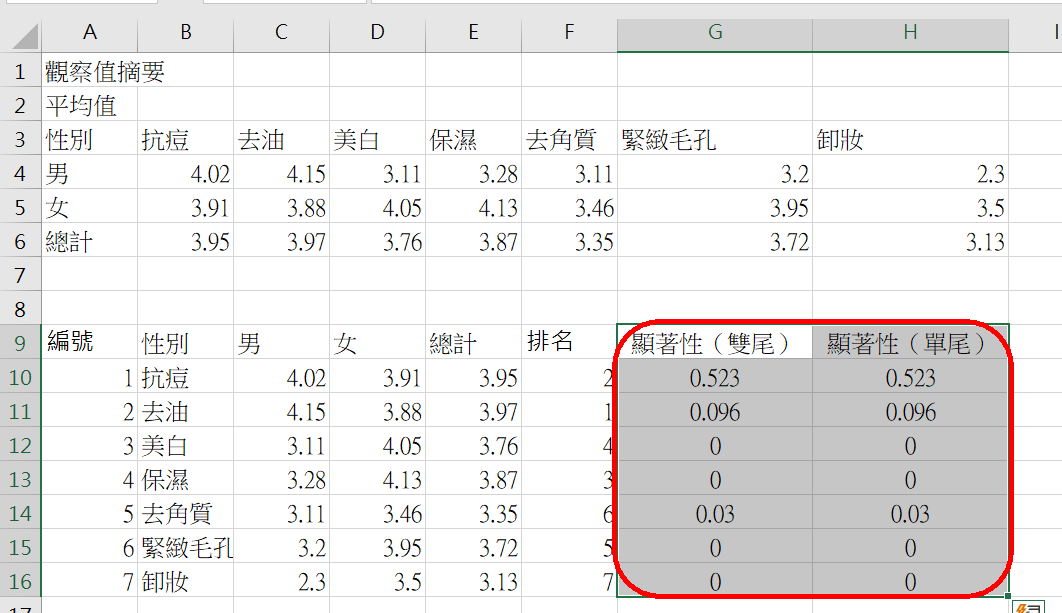 A B C D E F G H I
1 觀察值摘要
2 平均值
3 性別 抗痘 去油 美白 保濕 去角質 緊緻毛孔 卸妝
4 男 4.02 4.15 3.11 3.28 3.11 3.2 2.3
5 女 3.91 3.88 4.05 4.13 3.46 3.95 3.5
6 總計 3.95 3.97 3.76 3.87 3.35 3.72 3.13
7
8
9 編號 性別 男 女 總計 排名 顯著性（雙尾） 顯著性（單尾）
10 1 抗痘 4.02 3.91 3.95 2 0.523 0.523
11 2 去油 4.15 3.88 3.97 1 0.096 0.096
12 3 美白 3.11 4.05 3.76 4 0 0
13 4 保濕 3.28 4.13 3.87 3 0 0
14 5 去角質 3.11 3.46 3.35 6 0.03 0.03
15 6 緊緻毛孔 3.2 3.95 3.72 5 0 0
16 7 卸妝 2.3 3.5 3.13 7 0 0
17